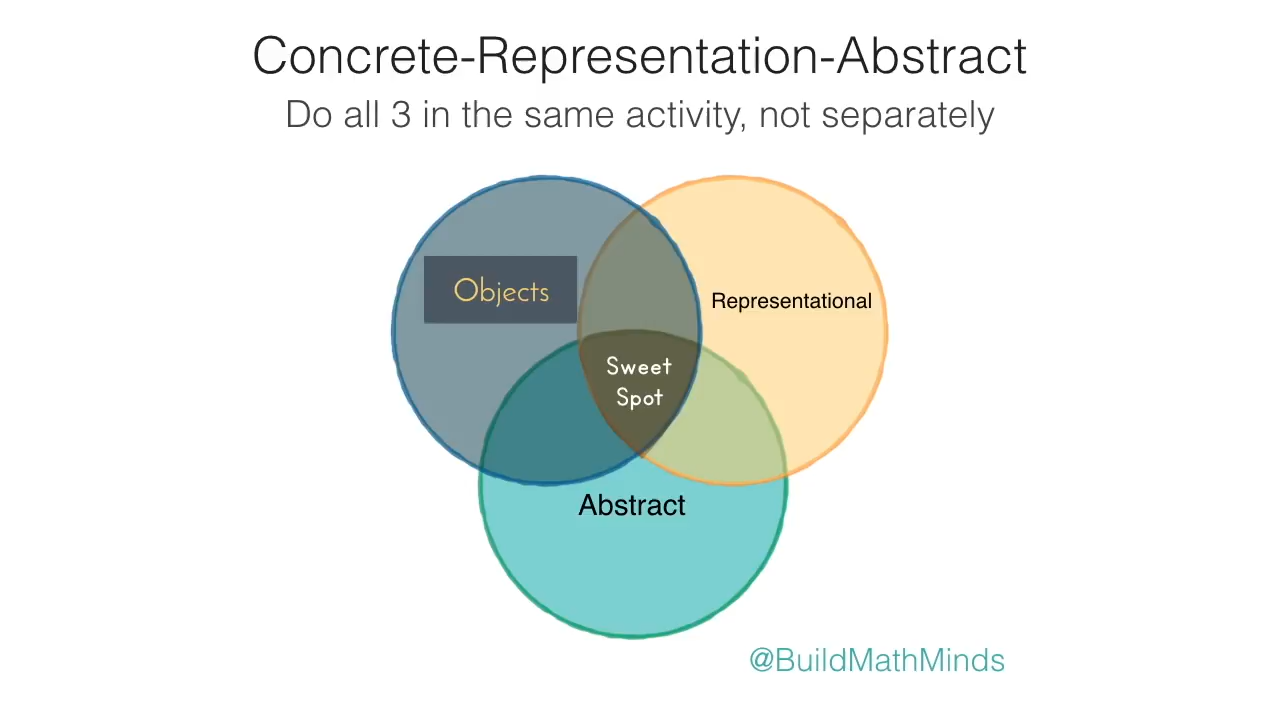 Concrete-Representation-Abstract
Do all 3 in the same activity, not separately
Objects
Representational
Sweet
Spot
Abstract
@BuildMathMinds